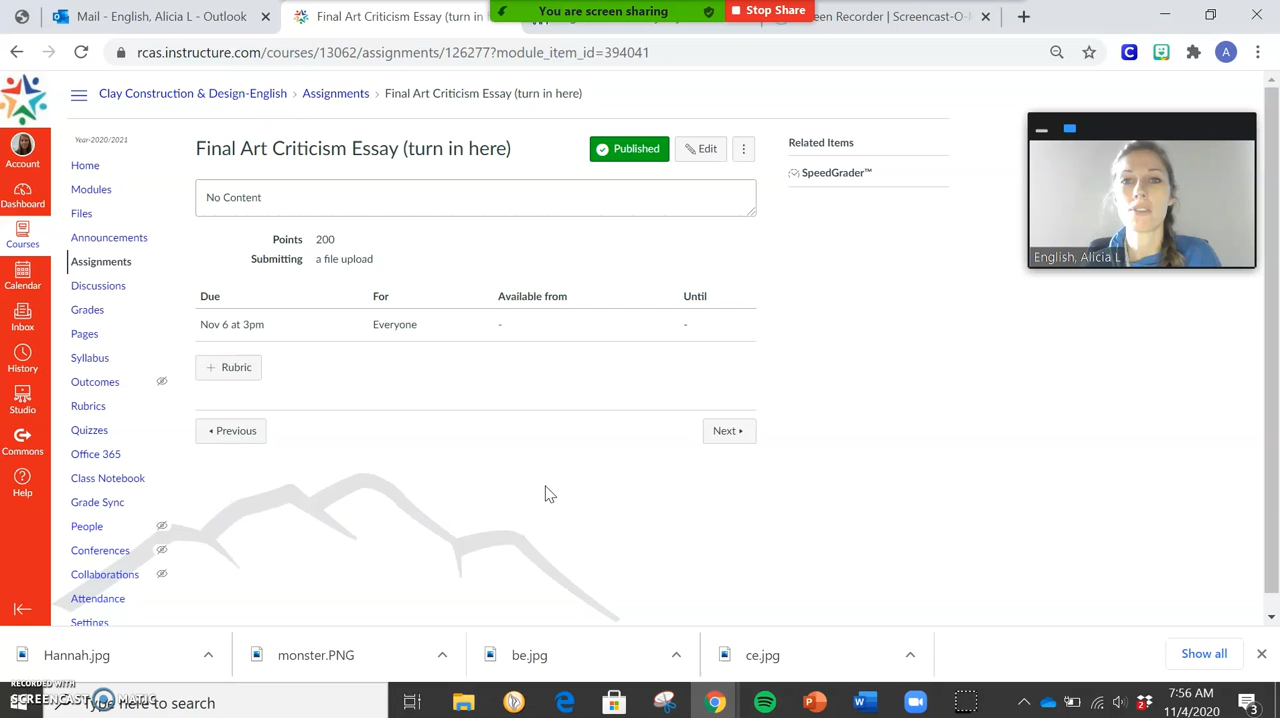 Mail - English, Alicia L - Outlook
Final Art Criticism Essay (turn in
You are screen sharing
Stop Share
een Recorder | Screencast-O-
rcas.instructure.com/courses/13062/assignments/126277?module_item_id=394041
A
Clay Construction & Design-English > Assignments > Final Art Criticism Essay (turn in here)
Year-2020/2021
Account
Dashboard
Courses
Calendar
Inbox
History
Studio
Commons
Help
Home
Modules
Files
Announcements
Assignments
Discussions
Grades
Pages
Syllabus
Outcomes
Rubrics
Quizzes
Office 365
Class Notebook
Grade Sync
People
Conferences
Collaborations
Attendance
Settings
Final Art Criticism Essay (turn in here)
Published
Edit
No Content
Points 200
Submitting a file upload
Due For Available from Until
Nov 6 at 3pm Everyone - -
+ Rubric
Previous
Next
Related Items
SpeedGrader™
English, Alicia L
Hannah.jpg
monster.PNG
be.jpg
ce.jpg
Show all
RECORDED WITH
SCREENCAST MATIC
Type here to search
7:56 AM
11/4/2020
3